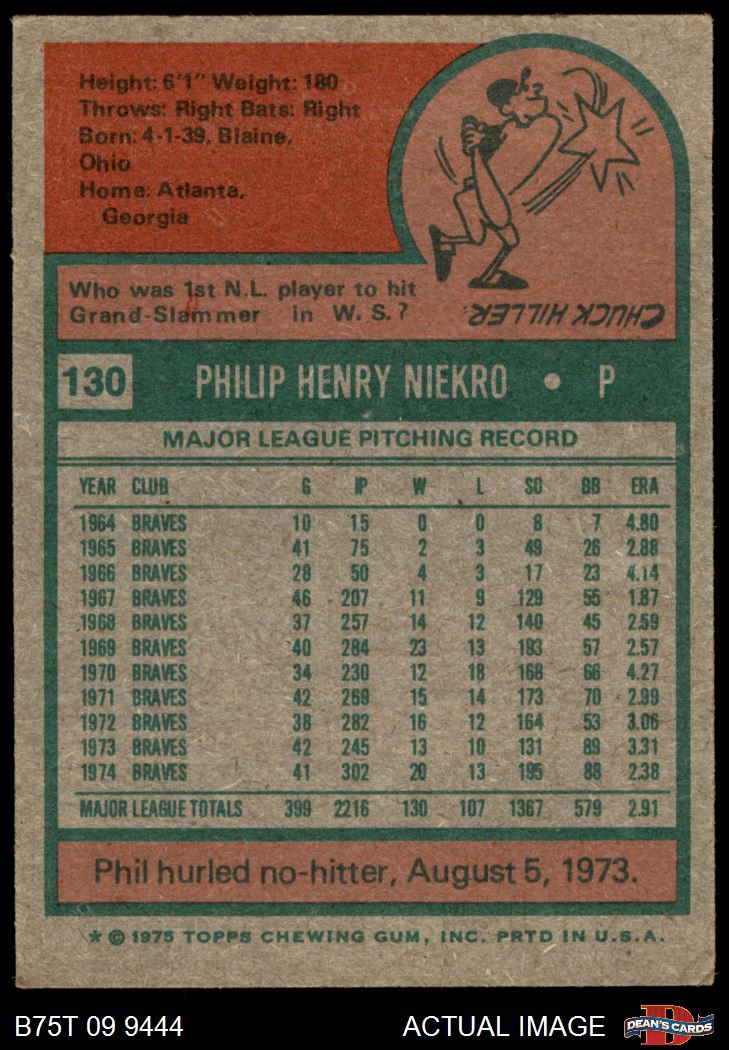 Height: 6'1" Weight: 180
Throws: Right Bats: Right
Born: 4-1-39, Blaine,
Ohio
Home: Atlanta,
Georgia
Who was 1st N.L. player to hit
Grand-Slammer in W. S.?
CHUCK HILLER.
130 PHILIP HENRY NIEKRO • P
MAJOR LEAGUE PITCHING RECORD
YEAR CLUB G IP W L SO BB ERA
1964 BRAVES 10 15 0 0 8 7 4.80
1965 BRAVES 41 75 2 3 49 26 2.88
1966 BRAVES 28 50 4 3 17 23 4.14
1967 BRAVES 46 207 11 9 129 55 1.87
1968 BRAVES 37 257 14 12 140 45 2.59
1969 BRAVES 40 284 23 13 193 57 2.57
1970 BRAVES 34 230 12 18 168 66 4.27
1971 BRAVES 42 269 15 14 173 70 2.99
1972 BRAVES 38 282 16 12 164 53 3.06
1973 BRAVES 42 245 13 10 131 89 3.31
1974 BRAVES 41 302 20 13 195 88 2.38
MAJOR LEAGUE TOTALS 399 2216 130 107 1367 579 2.91
Phil hurled no-hitter, August 5, 1973.
* © 1975 TOPPS CHEWING GUM, INC. PRTD IN U.S.A.
B75T 09 9444 ACTUAL IMAGE
D
DEAN'S CARDS